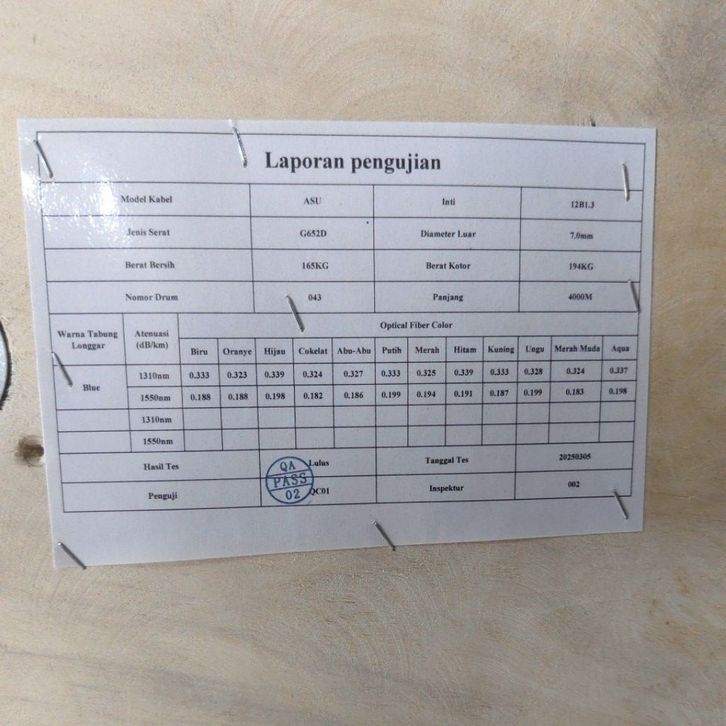 Laporan pengujian
Model Kabel ASU Inti 12B1.3
Jenis Serat G652D Diameter Luar 7.0mm
Berat Bersih 165KG Berat Kotor 194KG
Nomor Drum 043 Panjang 4000M
Warna Tabung Longgar Atenuasi (dB/km) Optical Fiber Color
Biru Oranye Hijau Cokelat Abu-Abu Putih Merah Hitam Kuning Ungu Merah Muda Aqua
Blue 1310nm 0.333 0.323 0.339 0.324 0.327 0.333 0.325 0.339 0.333 0.328 0.324 0.337
1550nm 0.188 0.188 0.198 0.182 0.186 0.199 0.194 0.191 0.187 0.199 0.183 0.198
1310nm
1550nm
Hasil Tes Lulus Tanggal Tes 20250305
Penguji QC01 Inspektur 002
QA
PASS
02